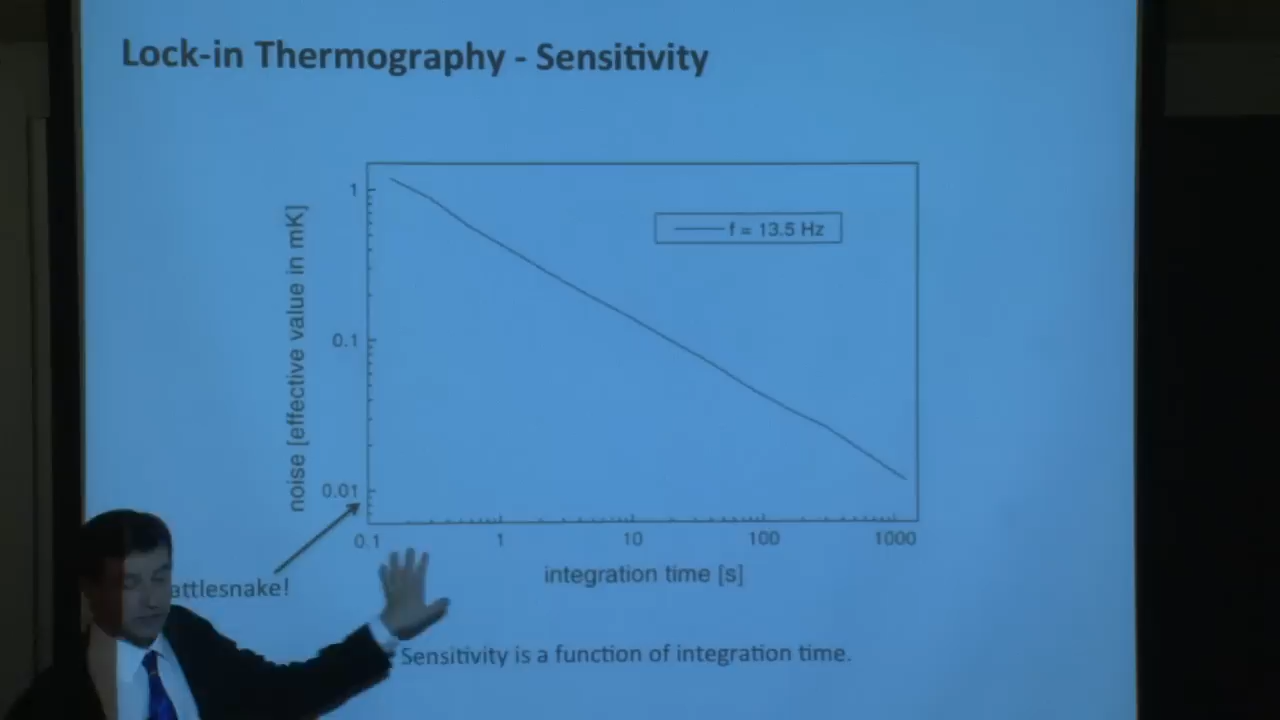 Lock-in Thermography - Sensitivity
noise [effective value in mK]
1
0.1
0.01
f = 13.5 Hz
0.1 1 10 100 1000
integration time [s]
attlesnake!
Sensitivity is a function of integration time.